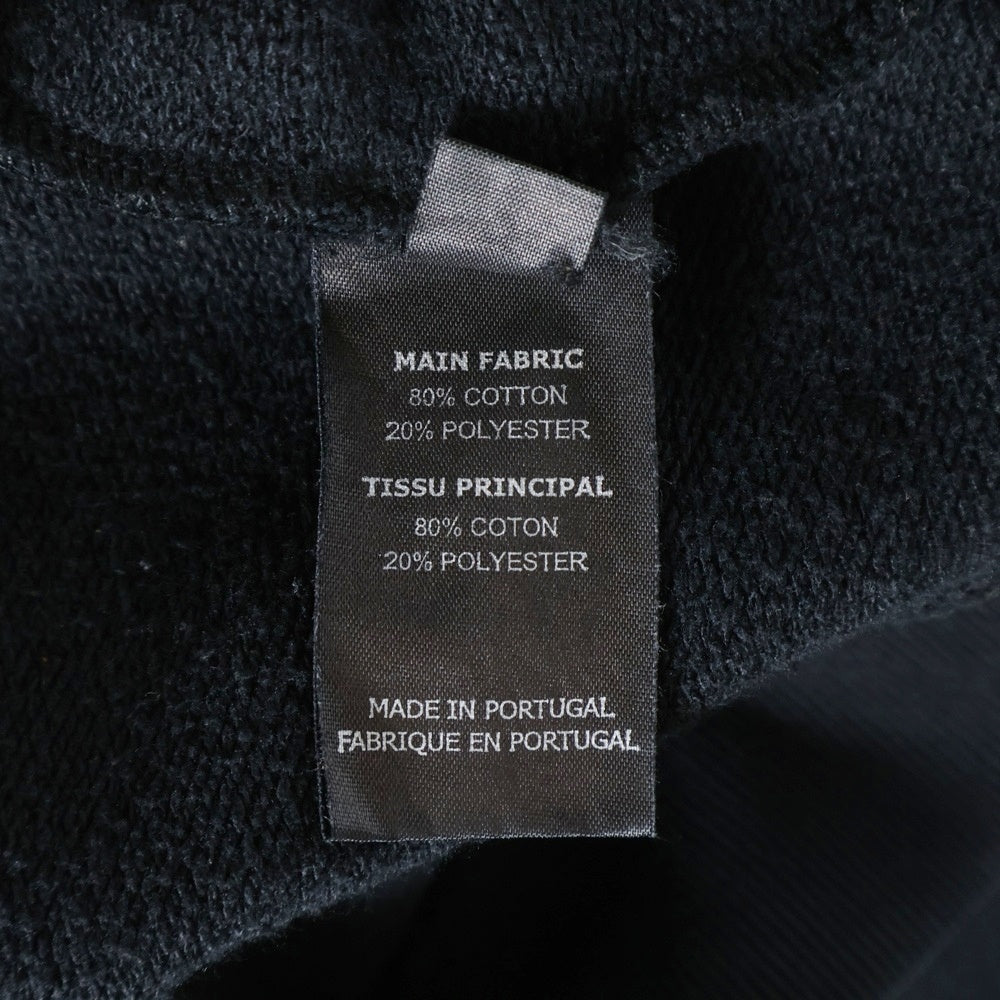 MAIN FABRIC
80% COTTON
20% POLYESTER
TISSU PRINCIPAL
80% COTON
20% POLYESTER
MADE IN PORTUGAL
FABRIQUE EN PORTUGAL